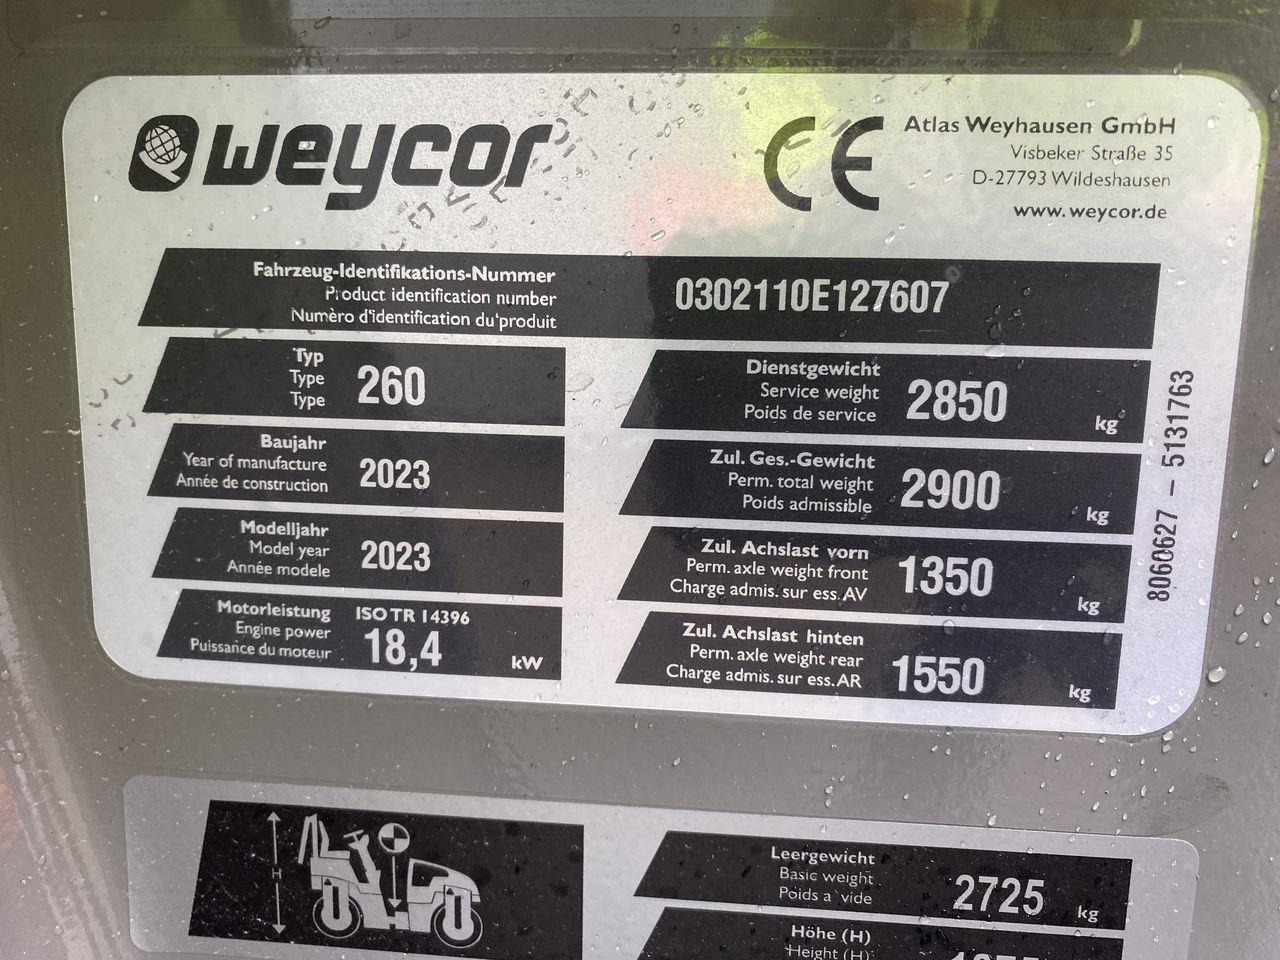 weycor
CE
Atlas Weyhausen GmbH
Visbeker Straße 35
D-27793 Wildeshausen
www.weycor.de
Fahrzeug-Identifikations-Nummer
Product identification number
Numèro d'identification du'produit
0302110E127607
Typ
Type
Type
260
Baujahr
Year of manufacture
Année de construction
2023
Modelljahr
Model year
Année modele
2023
Motorleistung
Engine power
Puissance du moteur
ISO TR 14396
18,4 kW
Dienstgewicht
Service weight
Poids de service
2850 kg
Zul. Ges.-Gewicht
Perm. total weight
Poids admissible
2900 kg
Zul. Achslast vorn
Perm. axle weight front
Charge admis. sur ess. AV
1350 kg
Zul. Achslast hinten
Perm. axle weight rear
Charge admis. sur ess. AR
1550 kg
8060627 – 5131763
H
Leergewicht
Basic weight
Poids a`vide
2725 kg
Höhe (H)
Height (H)